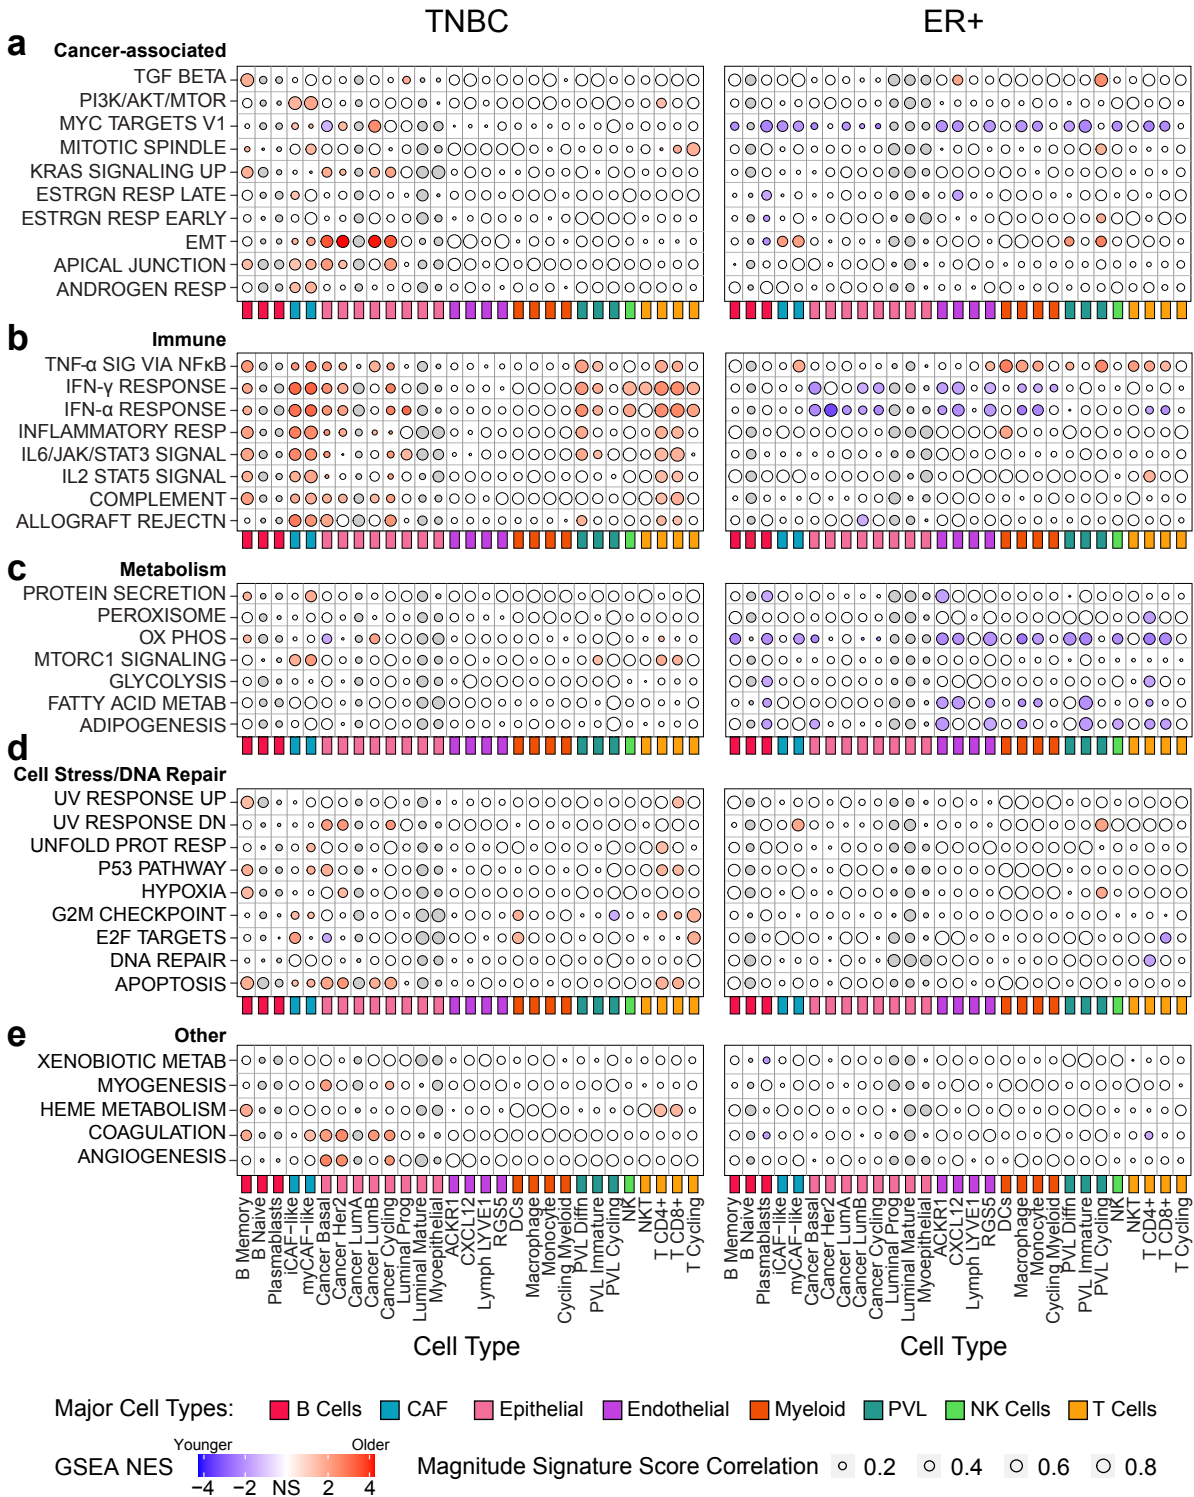 TNBC
ER+
a
Cancer-associated
TGF BETA
PI3K/AKT/MTOR
MYC TARGETS V1
MITOTIC SPINDLE
KRAS SIGNALING UP
ESTRGN RESP LATE
ESTRGN RESP EARLY
EMT
APICAL JUNCTION
ANDROGEN RESP
b
Immune
TNF-α SIG VIA NFκB
IFN-γ RESPONSE
IFN-α RESPONSE
INFLAMMATORY RESP
IL6/JAK/STAT3 SIGNAL
IL2 STAT5 SIGNAL
COMPLEMENT
ALLOGRAFT REJECTN
c
Metabolism
PROTEIN SECRETION
PEROXISOME
OX PHOS
MTORC1 SIGNALING
GLYCOLYSIS
FATTY ACID METAB
ADIPOGENESIS
d
Cell Stress/DNA Repair
UV RESPONSE UP
UV RESPONSE DN
UNFOLD PROT RESP
P53 PATHWAY
HYPOXIA
G2M CHECKPOINT
E2F TARGETS
DNA REPAIR
APOPTOSIS
e
Other
XENOBIOTIC METAB
MYOGENESIS
HEME METABOLISM
COAGULATION
ANGIOGENESIS
B Memory
B Naive
Plasmablasts
iCAF-like
myCAF-like
Cancer Basal
Cancer Her2
Cancer LumA
Cancer LumB
Cancer Cycling
Luminal Prog
Luminal Mature
Myoepithelial
ACKR1
CXCL12
Lymph LYVE1
RGS5
DCs
Macrophage
Monocyte
Cycling Myeloid
PVL Diffn
PVL Immature
PVL Cycling
NK
NKT
T CD4+
T CD8+
T Cycling
B Memory
B Naive
Plasmablasts
iCAF-like
myCAF-like
Cancer Basal
Cancer Her2
Cancer LumA
Cancer LumB
Cancer Cycling
Luminal Prog
Luminal Mature
Myoepithelial
ACKR1
CXCL12
Lymph LYVE1
RGS5
DCs
Macrophage
Monocyte
Cycling Myeloid
PVL Diffn
PVL Immature
PVL Cycling
NK
NKT
T CD4+
T CD8+
T Cycling
Cell Type
Cell Type
Major Cell Types: B Cells CAF Epithelial Endothelial Myeloid PVL NK Cells T Cells
Younger Older
GSEA NES
−4 −2 NS 2 4
Magnitude Signature Score Correlation 0.2 0.4 0.6 0.8